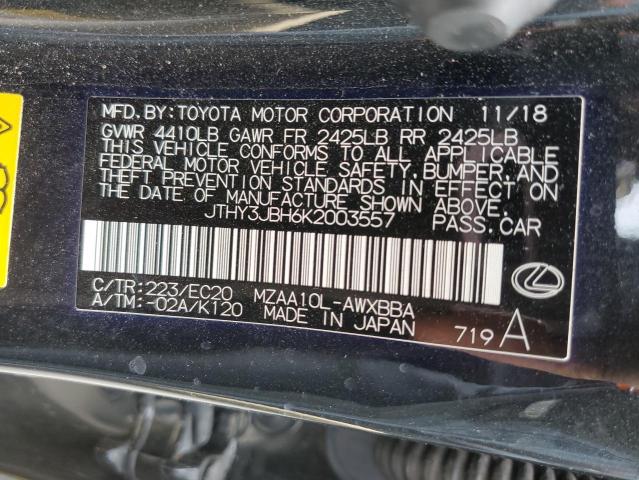 MFD.BY:TOYOTA MOTOR CORPORATION 11/18
GVWR 4410LB GAWR FR 2425LB RR 2425LB
THIS VEHICLE CONFORMS TO ALL APPLICABLE
FEDERAL MOTOR VEHICLE SAFETY, BUMPER, AND
THEFT PREVENTION STANDARDS IN EFFECT ON
THE DATE OF MANUFACTURE SHOWN ABOVE.
JTHY3JBH6K2003557 PASS.CAR
C/TR:223/EC20 MZAA10L-AWXBBA
A/TM:-02A/K120 MADE IN JAPAN
719 A